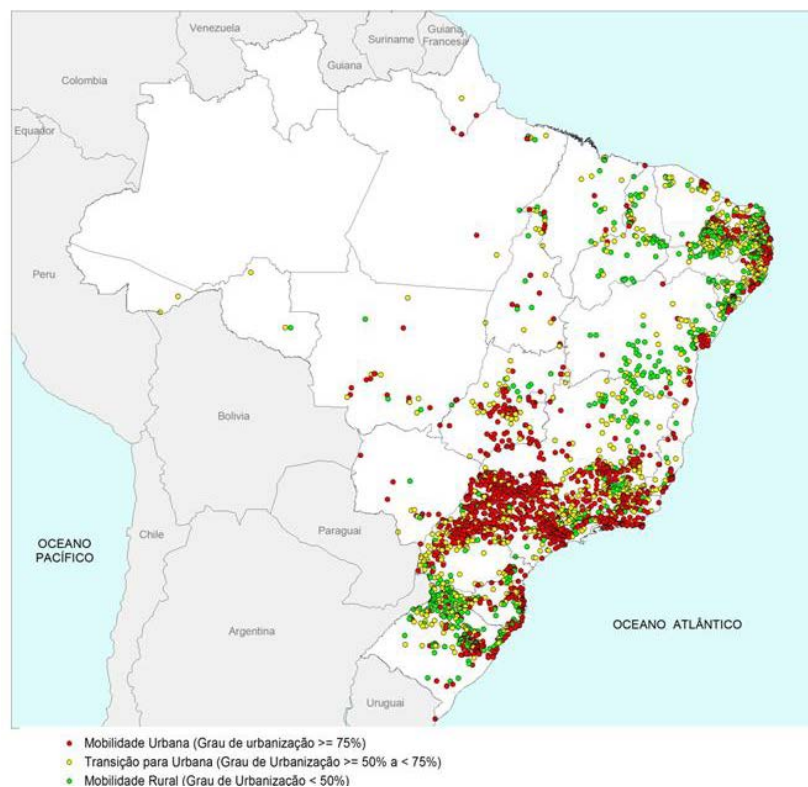 Venezuela
Suriname
Guiana
Francesa
Guiana
Colombia
Equador
Peru
Bolívia
Paraguai
Chile
OCEANO
PACÍFICO
OCEANO ATLÂNTICO
Argentina
Uruguai
Mobilidade Urbana (Grau de urbanização >= 75%)
Transição para Urbana (Grau de Urbanização >= 50% a < 75%)
Mobilidade Rural (Grau de Urbanização < 50%)